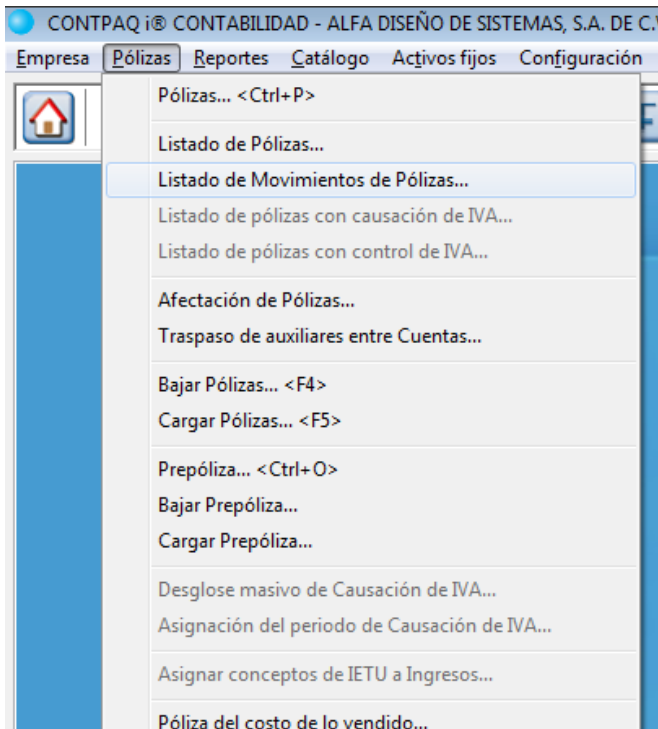 CONTPAQ i® CONTABILIDAD - ALFA DISEÑO DE SISTEMAS, S.A. DE C.V
Empresa Pólizas Reportes Catálogo Activos fijos Configuración
Pólizas... <Ctrl+P>
Listado de Pólizas...
Listado de Movimientos de Pólizas...
Listado de pólizas con causación de IVA...
Listado de pólizas con control de IVA...
Afectación de Pólizas...
Traspaso de auxiliares entre Cuentas...
Bajar Pólizas... <F4>
Cargar Pólizas... <F5>
Prepóliza... <Ctrl+O>
Bajar Prepóliza...
Cargar Prepóliza...
Desglose masivo de Causación de IVA...
Asignación del periodo de Causación de IVA...
Asignar conceptos de IETU a Ingresos...
Póliza del costo de lo vendido...